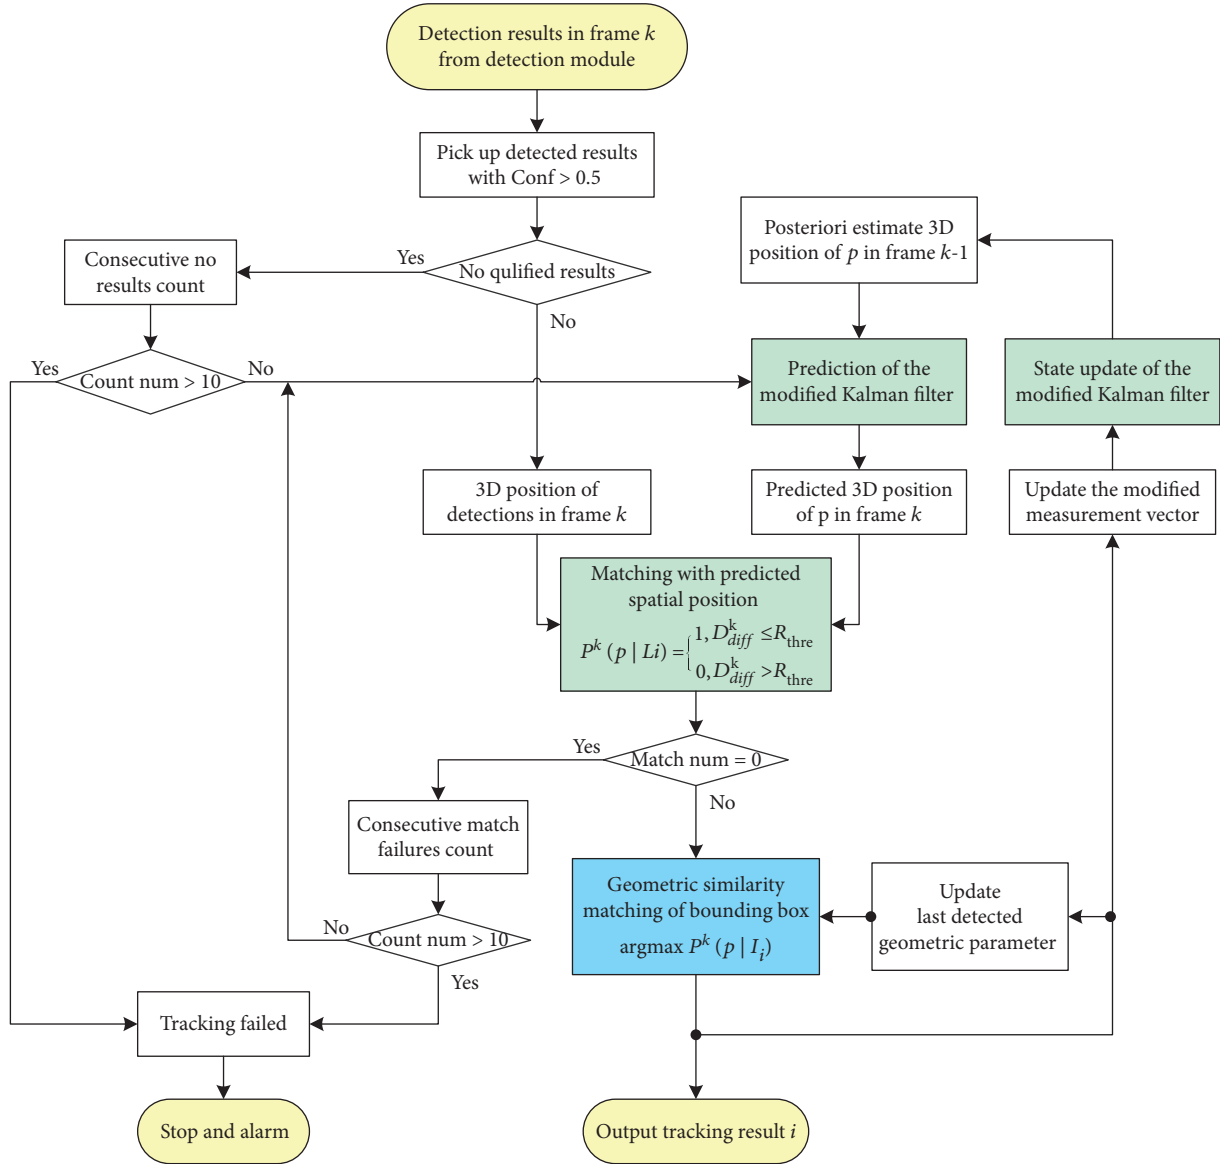 Detection results in frame k
from detection module
Pick up detected results
with Conf > 0.5
Posteriori estimate 3D
position of p in frame k-1
Consecutive no
results count
Yes
No qulified results
No
Yes
Count num > 10
No
Prediction of the
modified Kalman filter
State update of the
modified Kalman filter
3D position of
detections in frame k
Predicted 3D position
of p in frame k
Update the modified
measurement vector
Matching with predicted
spatial position
P^k (p | Li) = { 1, D^k_diff ≤ R_thre
0, D^k_diff > R_thre
Yes
Match num = 0
No
Consecutive match
failures count
Geometric similarity
matching of bounding box
argmax P^k (p | I_i)
Update
last detected
geometric parameter
No
Count num > 10
Yes
Tracking failed
Stop and alarm
Output tracking result i